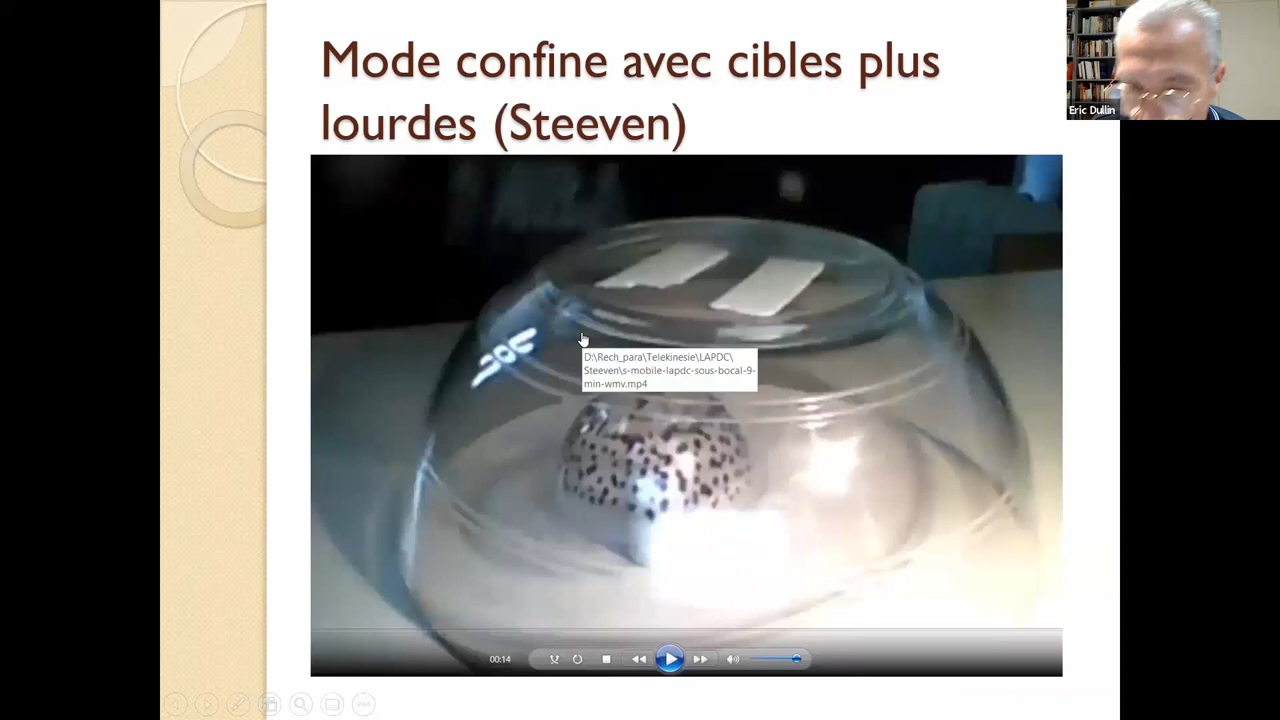 Mode confine avec cibles plus
lourdes (Steeven)
Eric Dullin
D:\Rech_para\Telekinesie\LAPDC\
Steeven\s-mobile-lapdc-sous-bocal-9-
min-wmv.mp4
00:14